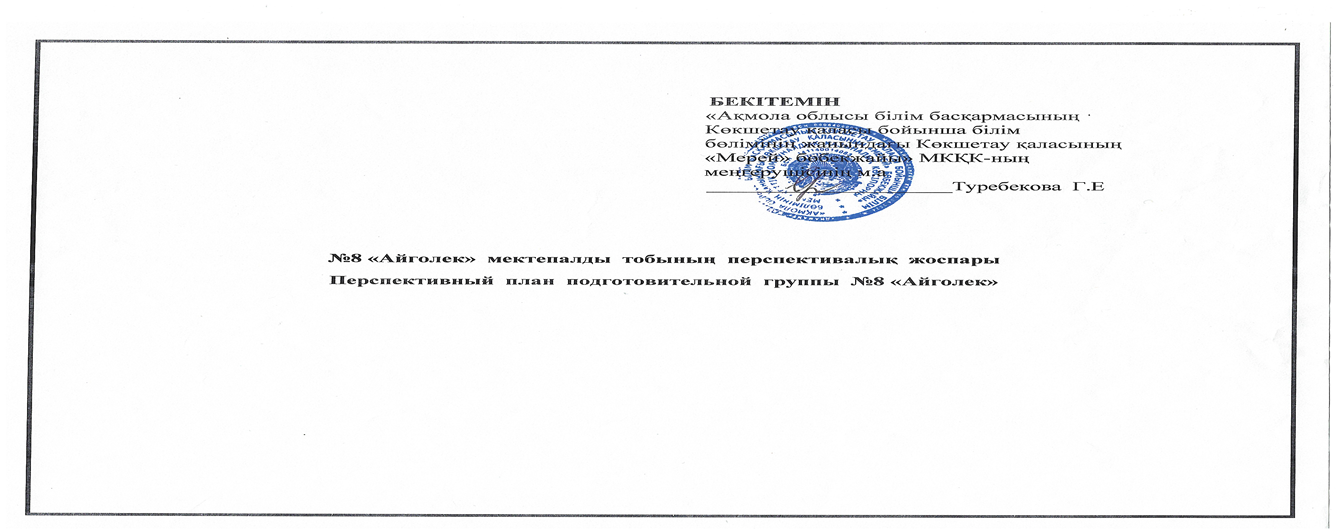 БЕКІТЕМІН
«Ақмола облысы білім басқармасының
Көкшетау қаласы бойынша білім
бөлімінің жанындағы Көкшетау қаласының
«Мерей» бөбекжайы» МКҚК-ның
меңгерушісінің м.а
Туребекова Г.Е
№8 «Айголек» мектепалды тобының перспективалық жоспары
Перспективный план подготовительной группы №8 «Айголек»